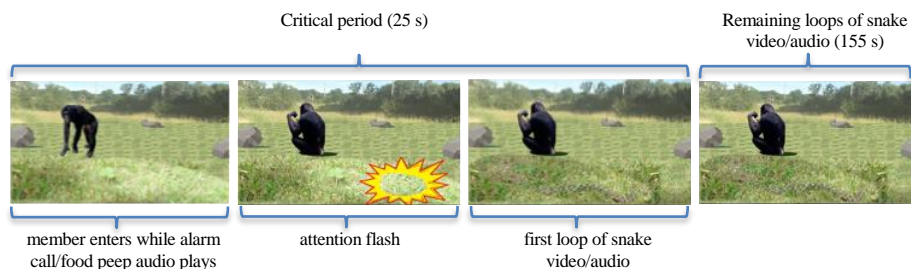 Critical period (25 s)
Remaining loops of snake
video/audio (155 s)
member enters while alarm
call/food peep audio plays
attention flash
first loop of snake
video/audio